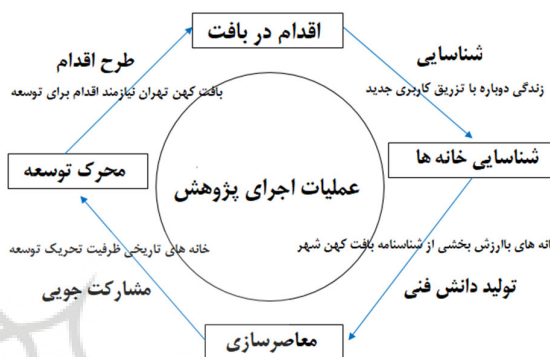 اقدام در بافت
شناسایی
زندگی دوباره با تزریق کاربری جدید
شناسایی خانه ها
خانه های باارزش بخشی از شناسنامه بافت کهن شهر
تولید دانش فنی
معاصرسازی
مشارکت جویی
خانه های تاریخی ظرفیت تحریک توسعه
محرک توسعه
بافت کهن تهران نیازمند اقدام برای توسعه
طرح اقدام
عملیات اجرای پژوهش